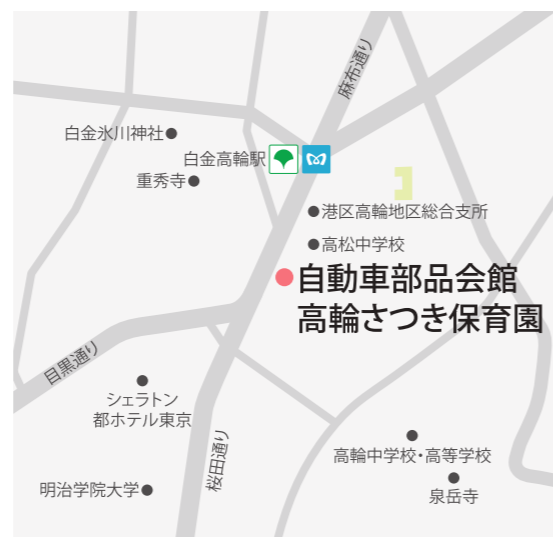 麻布通り
白金氷川神社
白金高輪駅
重秀寺
港区高輪地区総合支所
高松中学校
自動車部品会館
高輪さつき保育園
目黒通り
シェラトン
都ホテル東京
桜田通り
高輪中学校・高等学校
明治学院大学
泉岳寺